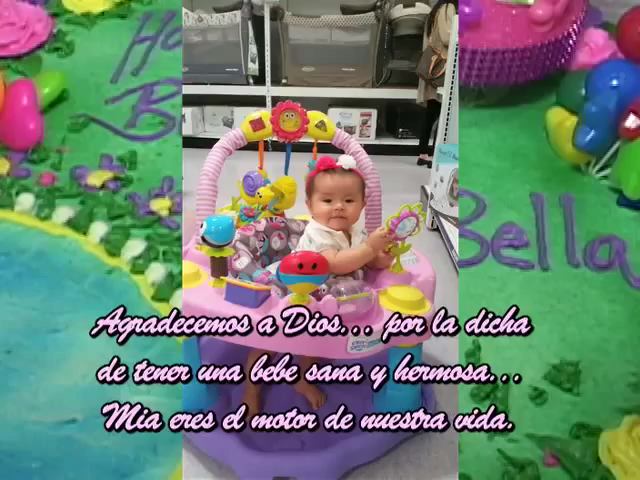 Ha
B
Bella
Agradecemos a Dios... por la dicha
de tener una bebe sana y hermosa...
Mia eres el motor de nuestra vida.